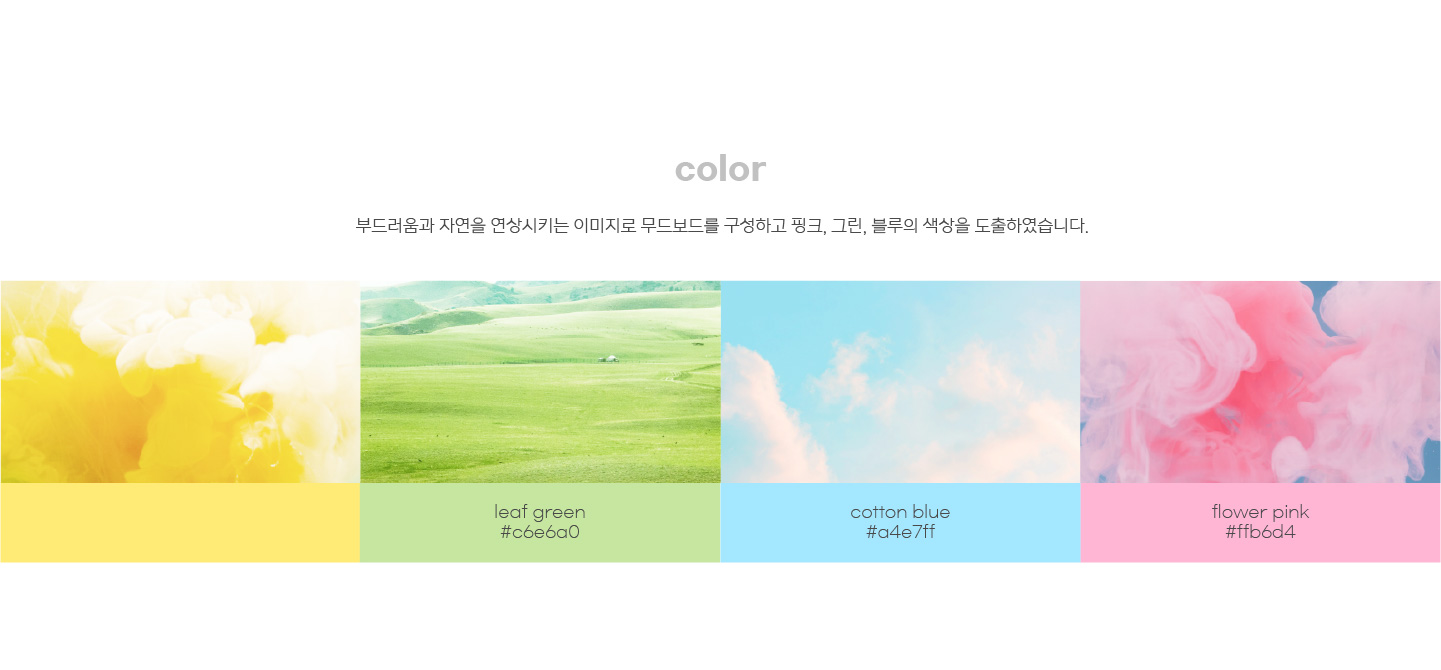 color
부드러움과 자연을 연상시키는 이미지로 무드보드를 구성하고 핑크, 그린, 블루의 색상을 도출하였습니다.
leaf green
#c6e6a0
cotton blue
#a4e7ff
flower pink
#ffb6d4